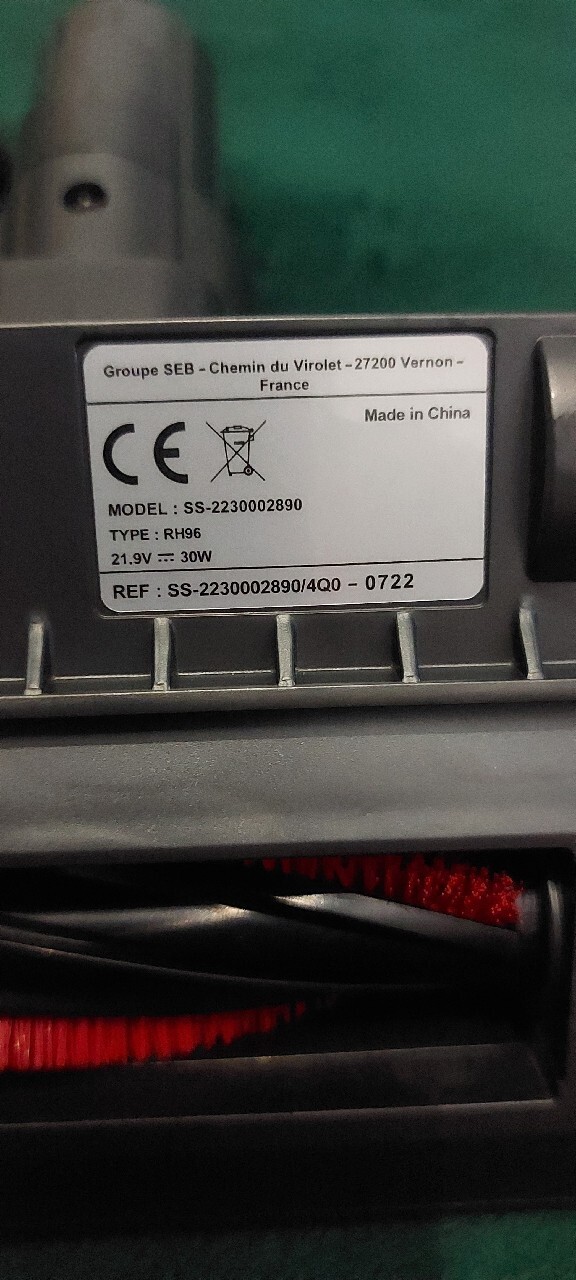 Groupe SEB - Chemin du Virolet - 27200 Vernon -
France
Made in China
CE
MODEL : SS-2230002890
TYPE : RH96
21.9V ⎓ 30W
REF : SS-2230002890/4Q0 - 0722